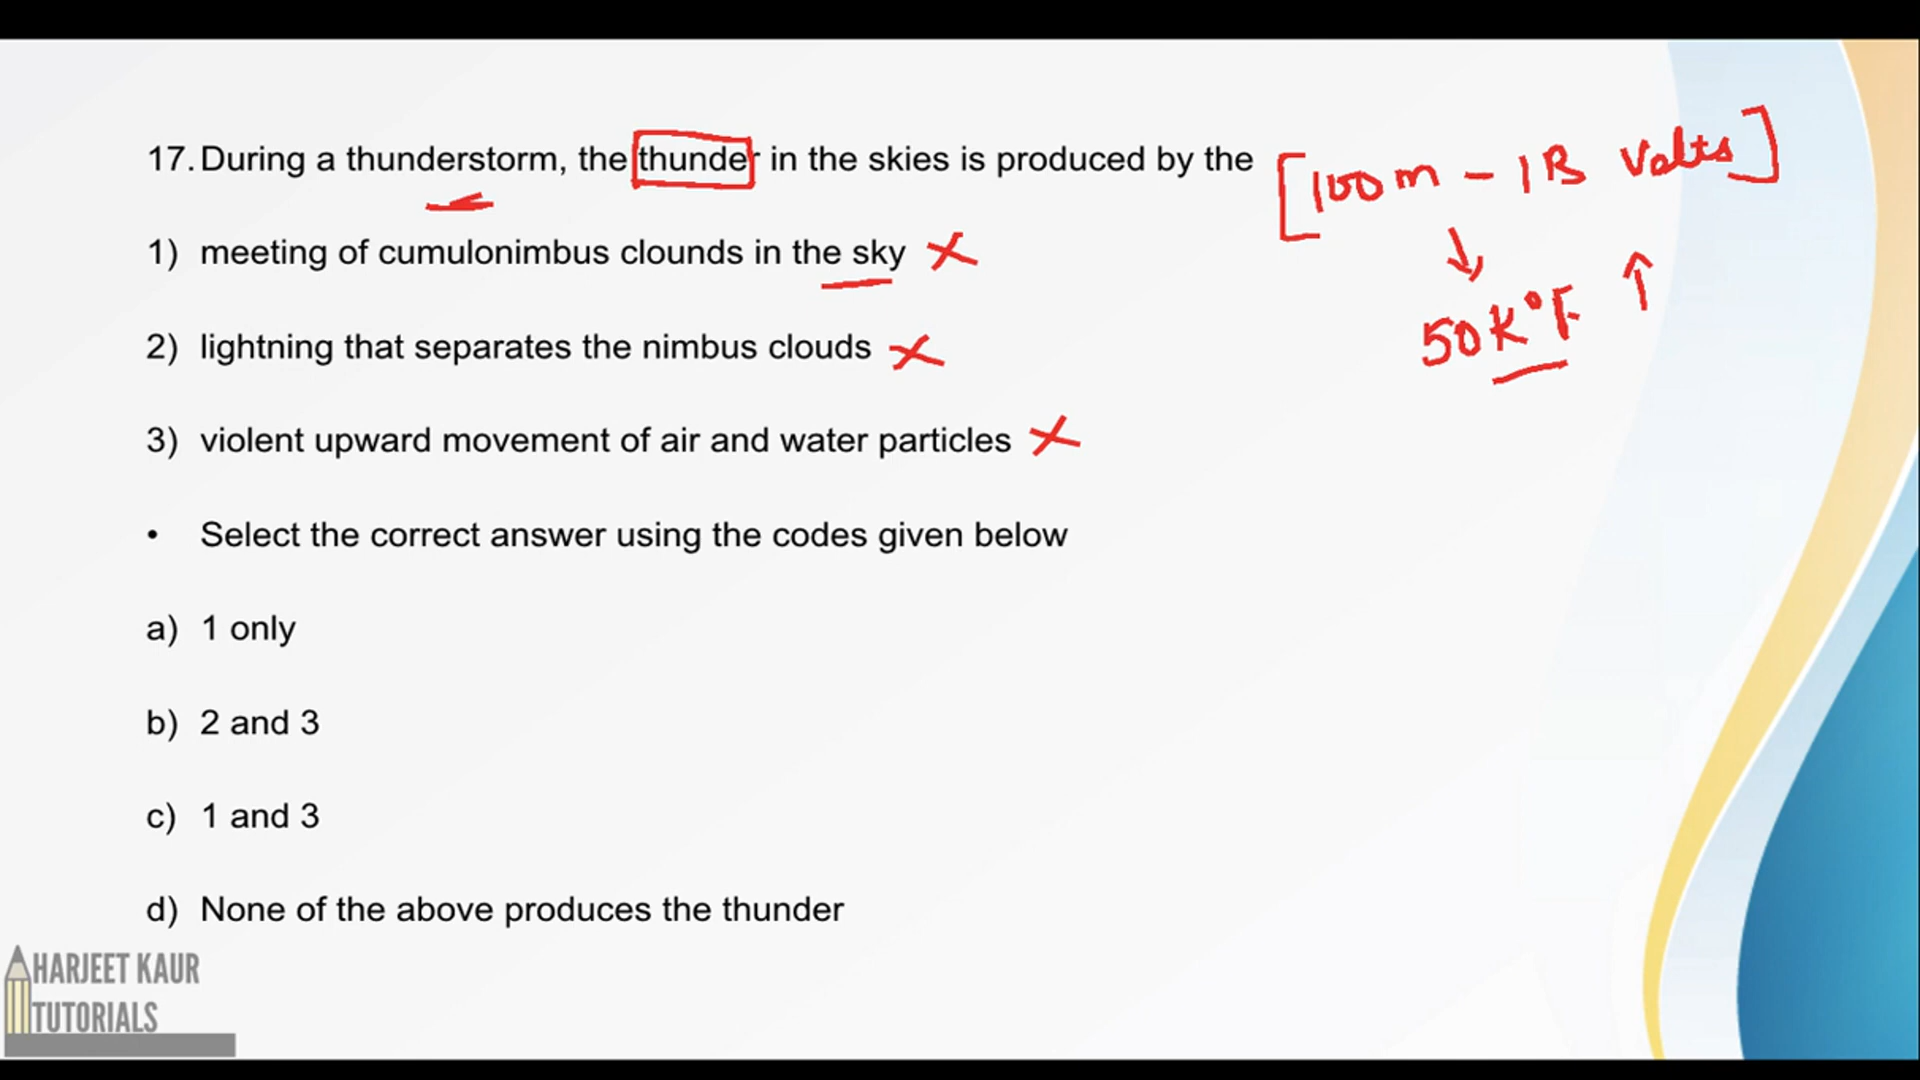 17. During a thunderstorm, the thunder in the skies is produced by the [100m - 1B Volts]
1) meeting of cumulonimbus clounds in the sky
50K°F
2) lightning that separates the nimbus clouds
3) violent upward movement of air and water particles
• Select the correct answer using the codes given below
a) 1 only
b) 2 and 3
c) 1 and 3
d) None of the above produces the thunder
HARJEET KAUR
TUTORIALS